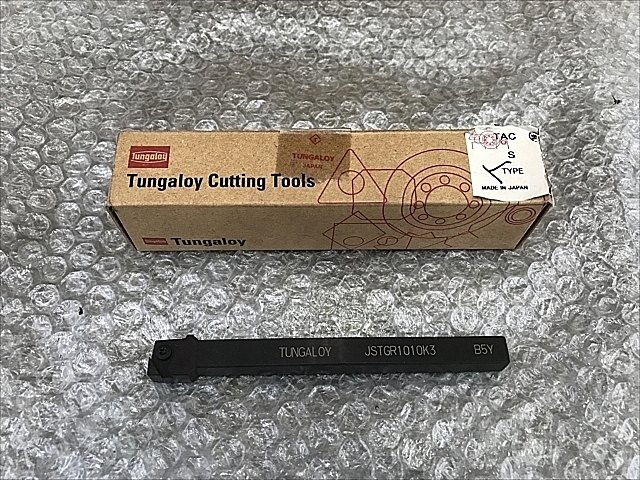 Tungaloy
Tungaloy Cutting Tools
TUNGALOY
JAPAN
TAC
S
TYPE
MADE IN JAPAN
Tungaloy
TUNGALOY JSTGR1010K3 B5Y